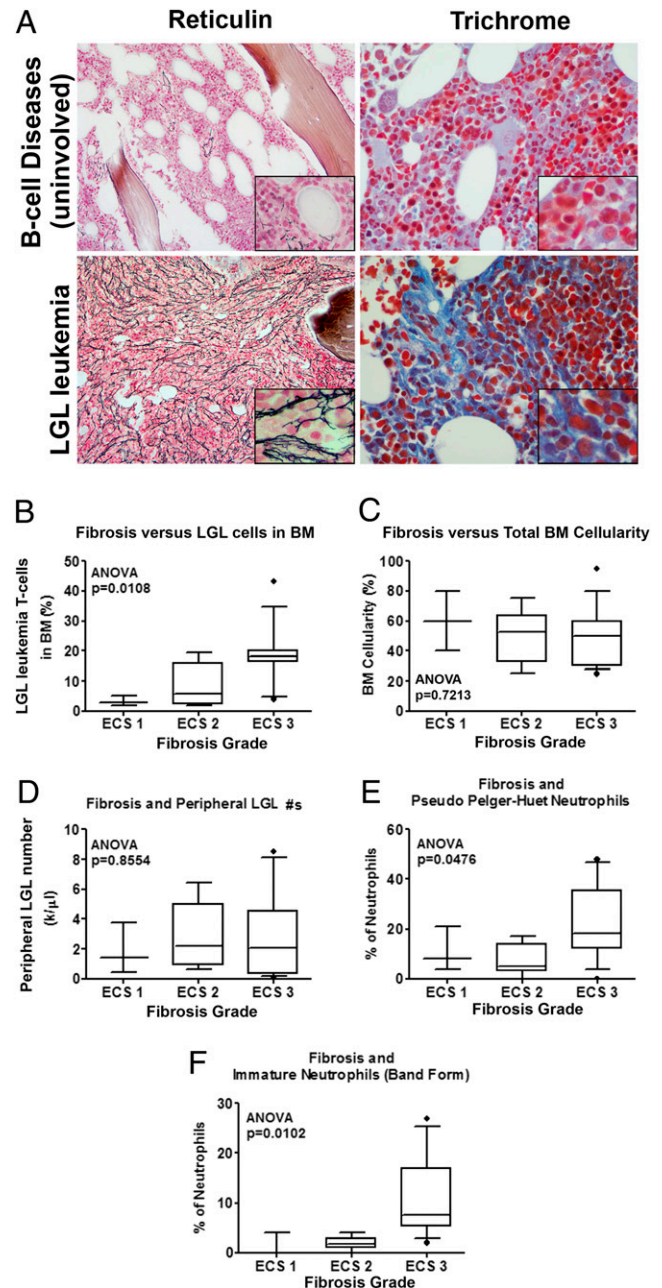 A
Reticulin
Trichrome
B-cell Diseases
(uninvolved)
LGL leukemia
B
Fibrosis versus LGL cells in BM
ANOVA
p=0.0108
LGL leukemia T-cells
in BM (%)
50
40
30
20
10
0
ECS 1
ECS 2
ECS 3
Fibrosis Grade
C
Fibrosis versus Total BM Cellularity
BM Cellularity (%)
100
80
60
40
20
0
ANOVA
p=0.7213
ECS 1
ECS 2
ECS 3
Fibrosis Grade
D
Fibrosis and Peripheral LGL #s
ANOVA
p=0.8554
Peripheral LGL number
(k/µl)
10
8
6
4
2
0
ECS 1
ECS 2
ECS 3
Fibrosis Grade
E
Fibrosis and
Pseudo Pelger-Huet Neutrophils
ANOVA
p=0.0476
% of Neutrophils
60
40
20
0
ECS 1
ECS 2
ECS 3
Fibrosis Grade
F
Fibrosis and
Immature Neutrophils (Band Form)
ANOVA
p=0.0102
% of Neutrophils
30
20
10
0
ECS 1
ECS 2
ECS 3
Fibrosis Grade